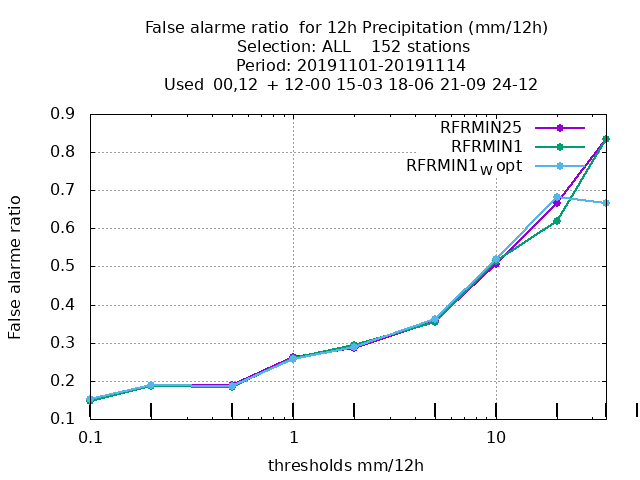 False alarme ratio  for 12h Precipitation (mm/12h)
Selection: ALL    152 stations
Period: 20191101-20191114
Used  00,12  + 12-00 15-03 18-06 21-09 24-12
RFRMIN25
RFRMIN1
RFRMIN1w opt
0.9
0.8
0.7
0.6
0.5
0.4
0.3
0.2
0.1
False alarme ratio
0.1
1
10
thresholds mm/12h